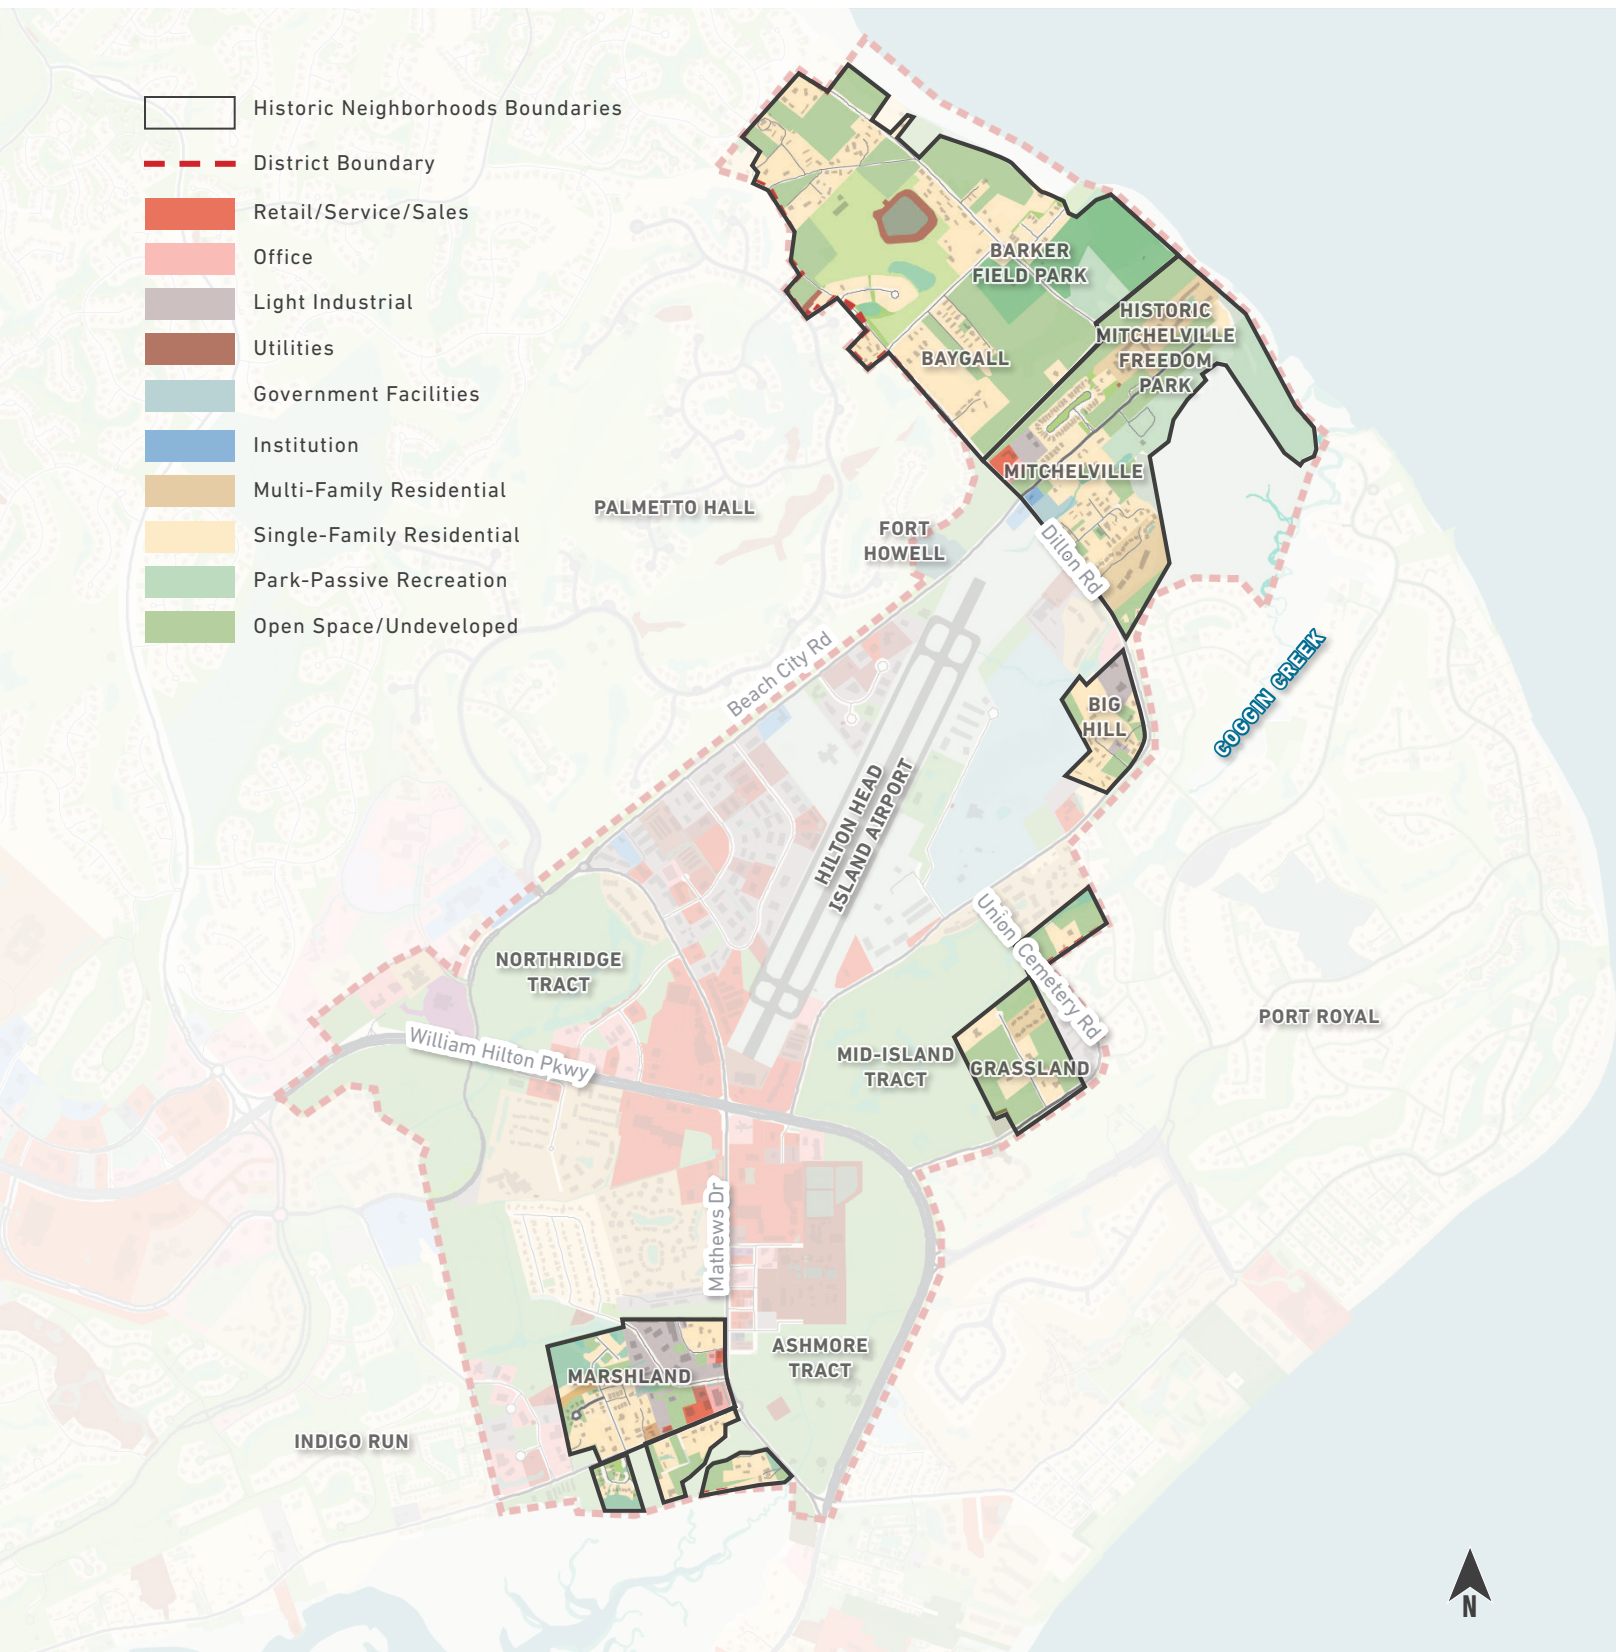 Historic Neighborhoods Boundaries
District Boundary
Retail/Service/Sales
Office
Light Industrial
Utilities
Government Facilities
Institution
Multi-Family Residential
Single-Family Residential
Park-Passive Recreation
Open Space/Undeveloped
BARKER
FIELD PARK
HISTORIC
MITCHELVILLE
FREEDOM
PARK
BAYGALL
MITCHELVILLE
PALMETTO HALL
FORT
HOWELL
Dillon Rd
Beach City Rd
BIG
HILL
COGGIN CREEK
HILTON HEAD
ISLAND AIRPORT
Union Cemetery Rd
NORTHRIDGE
TRACT
PORT ROYAL
William Hilton Pkwy
MID-ISLAND
TRACT
GRASSLAND
Mathews Dr
ASHMORE
TRACT
MARSHLAND
INDIGO RUN
N